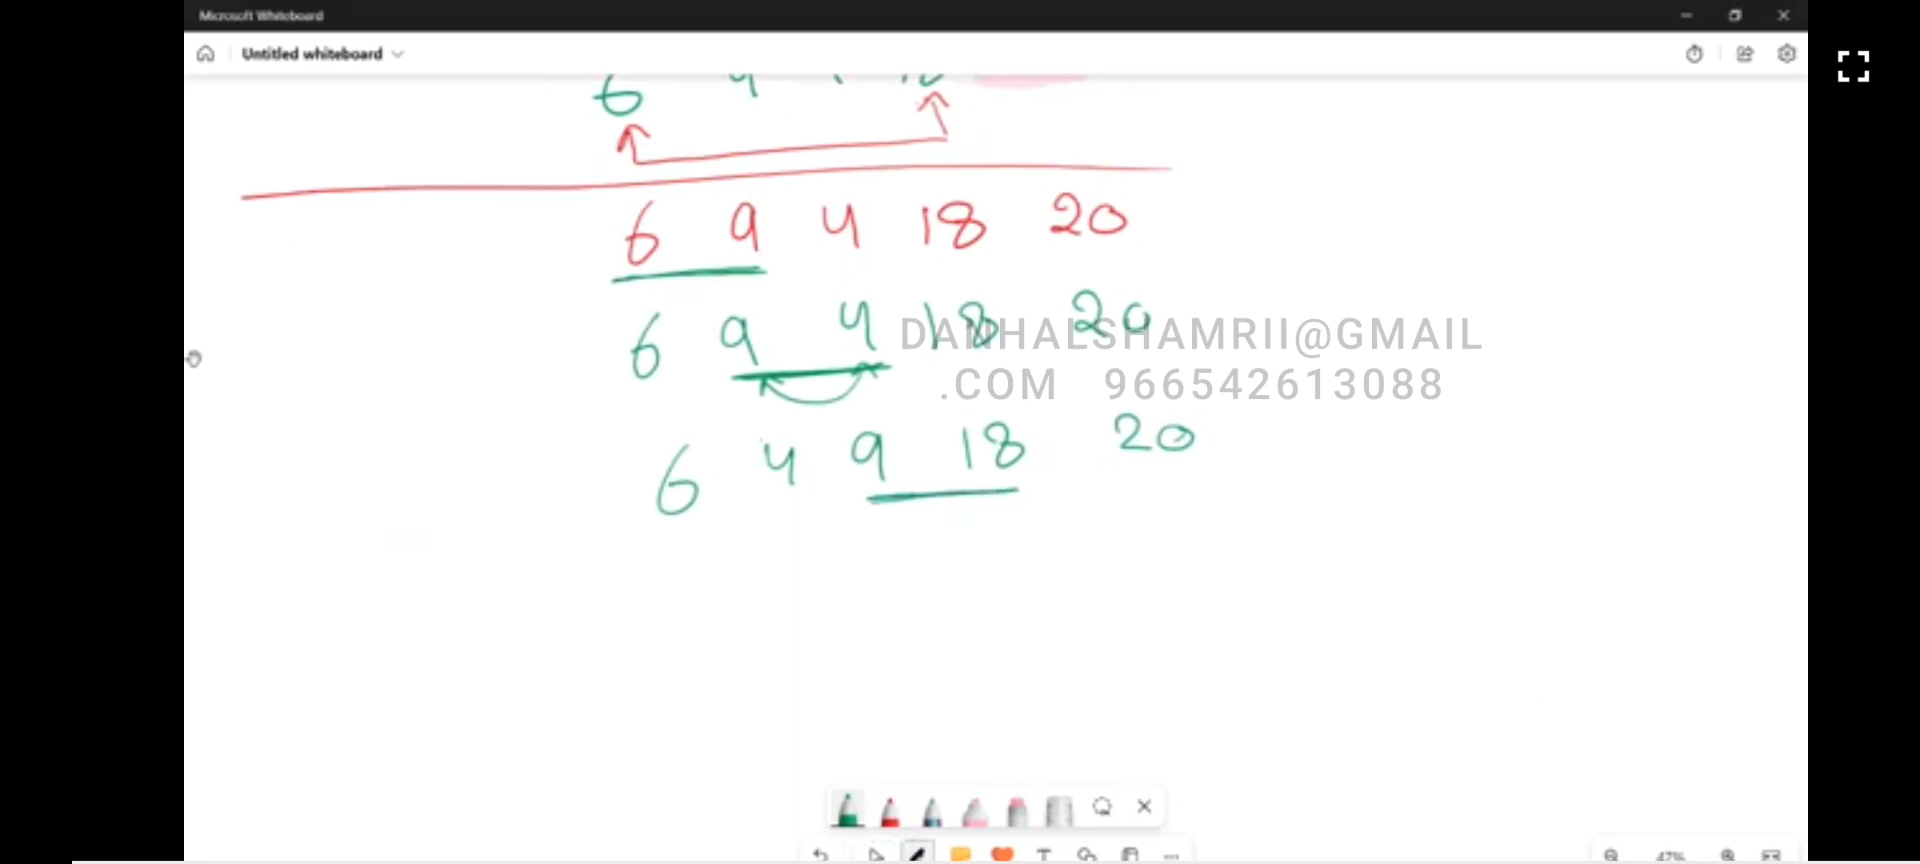 Microsoft Whiteboard
Untitled whiteboard
6
6 9 4 18 20
6 9 4 18 20
DANHALSHAMRII@GMAIL
.COM 966542613088
6 4 9 18 20